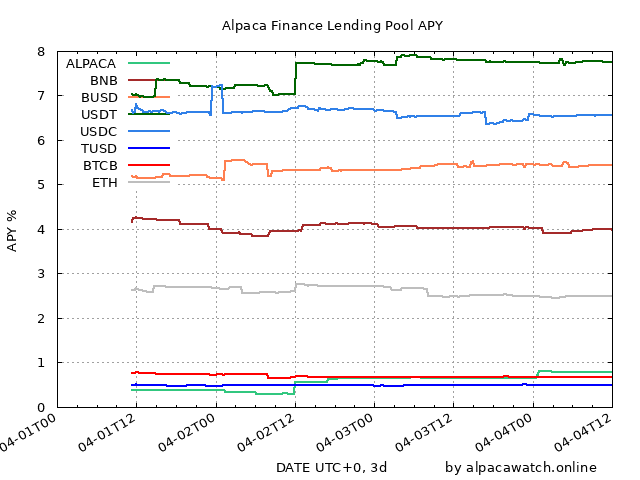 Alpaca Finance Lending Pool APY
8
7
6
5
4
3
2
1
0
APY %
ALPACA
BNB
BUSD
USDT
USDC
TUSD
BTCB
ETH
04-01T00
04-01T12
04-02T00
04-02T12
04-03T00
04-03T12
04-04T00
04-04T12
DATE UTC+0, 3d
by alpacawatch.online